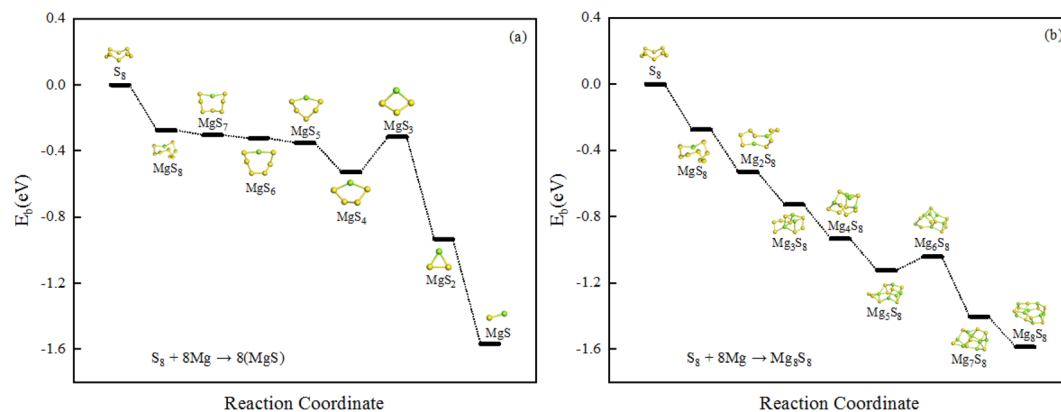 (a)
0.4
0.0
-0.4
-0.8
-1.2
-1.6
E_b(eV)
S₈
MgS₈
MgS₇
MgS₆
MgS₅
MgS₄
MgS₃
MgS₂
MgS
S₈ + 8Mg → 8(MgS)
Reaction Coordinate
(b)
0.4
0.0
-0.4
-0.8
-1.2
-1.6
E_b(eV)
S₈
MgS₈
Mg₂S₈
Mg₃S₈
Mg₄S₈
Mg₅S₈
Mg₆S₈
Mg₇S₈
Mg₈S₈
S₈ + 8Mg → Mg₈S₈
Reaction Coordinate